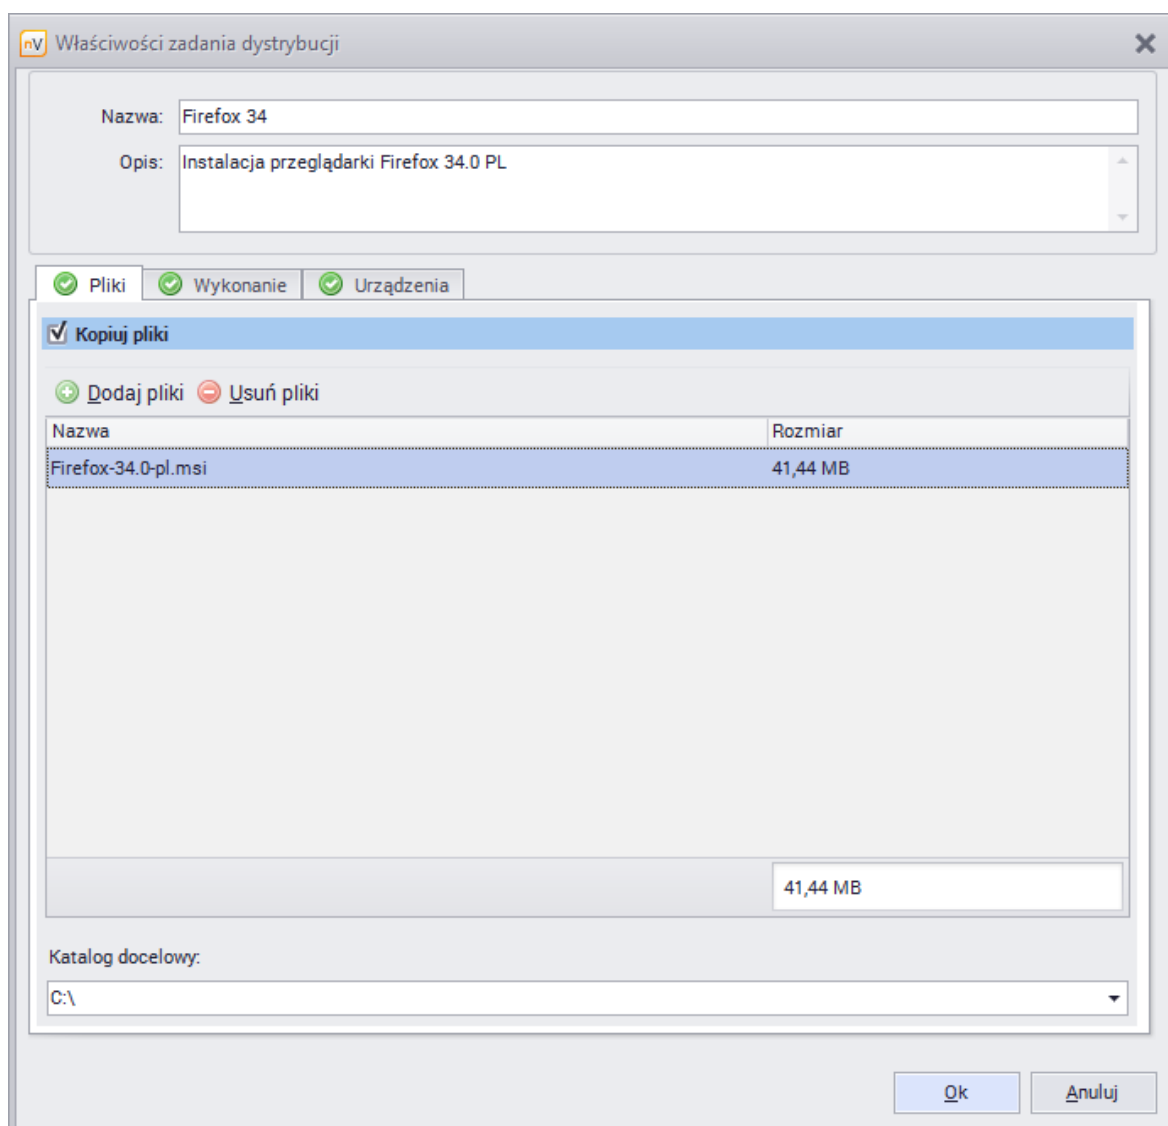 nV Właściwości zadania dystrybucji
Nazwa: Firefox 34
Opis: Instalacja przeglądarki Firefox 34.0 PL
Pliki Wykonanie Urządzenia
Kopiuj pliki
Dodaj pliki Usuń pliki
Nazwa Rozmiar
Firefox-34.0-pl.msi 41,44 MB
41,44 MB
Katalog docelowy:
C:\
Ok Anuluj